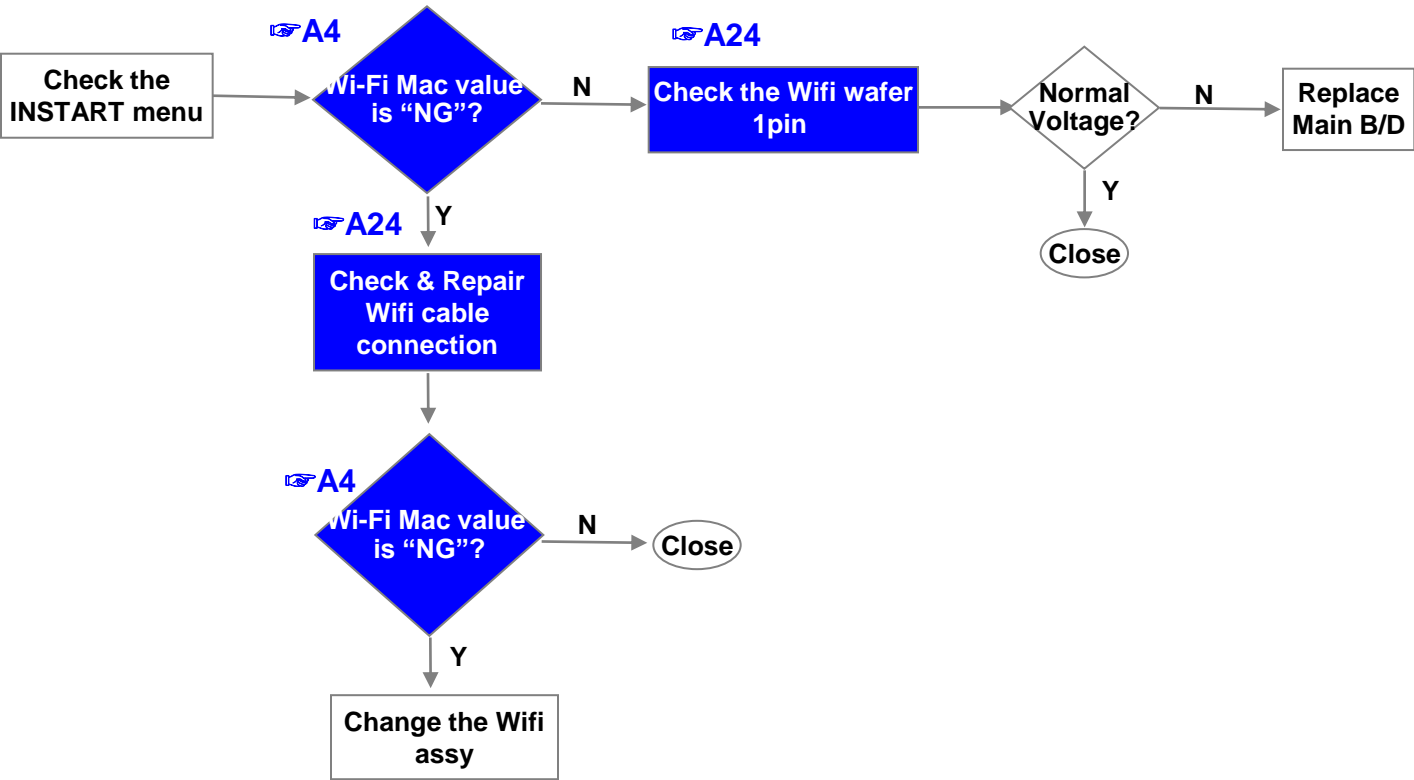 ☞A4
☞A24
Check the
INSTART menu
Wi-Fi Mac value
is “NG”?
N
Check the Wifi wafer
1pin
Normal
Voltage?
N
Replace
Main B/D
Y
Close
☞A24
Y
Check & Repair
Wifi cable
connection
☞A4
Wi-Fi Mac value
is “NG”?
N
Close
Y
Change the Wifi
assy